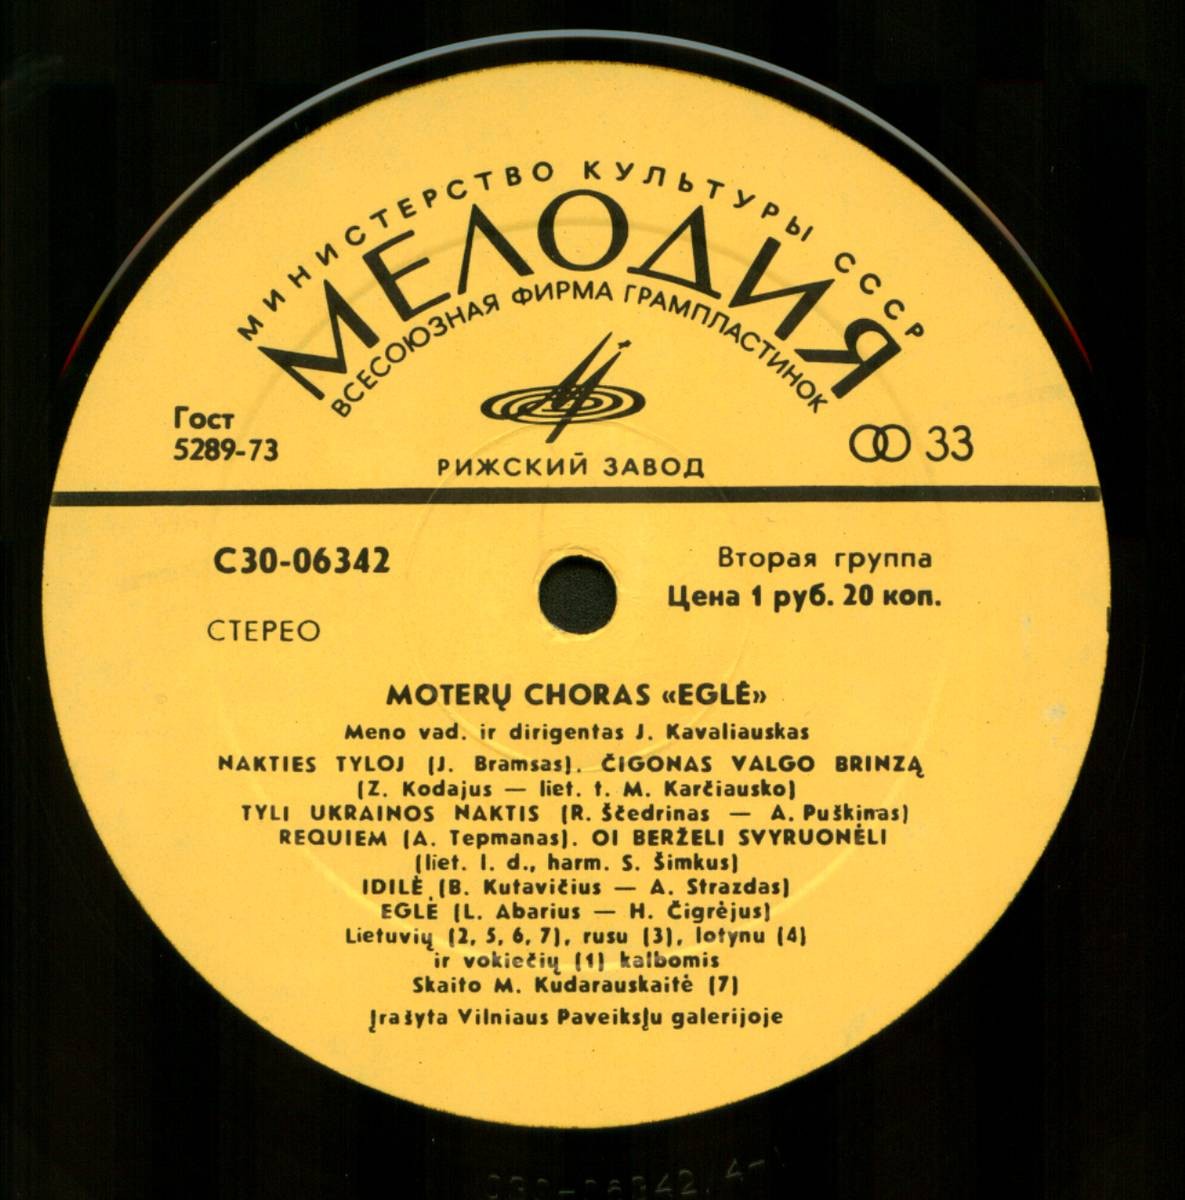 МИНИСТЕРСТВО КУЛЬТУРЫ СССР
МЕЛОДИЯ
ВСЕСОЮЗНАЯ ФИРМА ГРАМПЛАСТИНОК
Гост
5289-73
33
РИЖСКИЙ ЗАВОД
С30-06342
Вторая группа
Цена 1 руб. 20 коп.
СТЕРЕО
MOTERŲ CHORAS «EGLĖ»
Meno vad. ir dirigentas J. Kavaliauskas
NAKTIES TYLOJ (J. Bramsas). ČIGONAS VALGO BRINZĄ
(Z. Kodajus — liet. t. M. Karčiausko)
TYLI UKRAINOS NAKTIS (R. Ščedrinas — A. Puškinas)
REQUIEM (A. Tepmanas). OI BERŽELI SVYRUONĖLI
(liet. l. d., harm. S. Šimkus)
IDILĖ (B. Kutavičius — A. Strazdas)
EGLĖ (L. Abarius — H. Čigrėjus)
Lietuvių (2, 5, 6, 7), rusu (3), lotynu (4)
ir vokiečių (1) kalbomis
Skaito M. Kudarauskaitė (7)
Įrašyta Vilniaus Paveikslu galerijoje